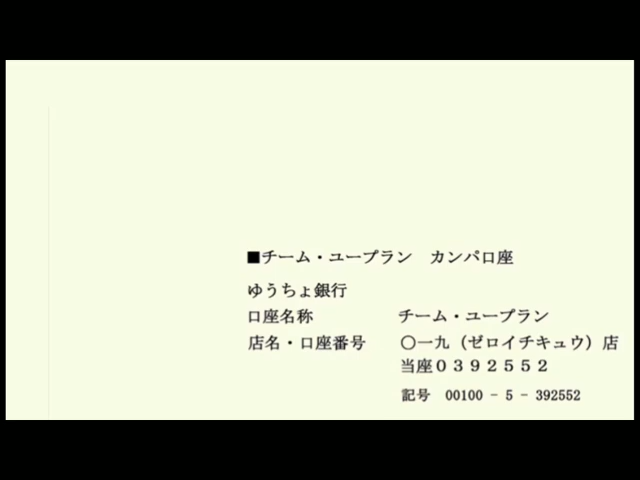 ■チーム・ユープラン　カンパ口座
ゆうちょ銀行
口座名称　チーム・ユープラン
店名・口座番号　〇一九（ゼロイチキュウ）店
当座０３９２５５２
記号　00100 － 5 － 392552